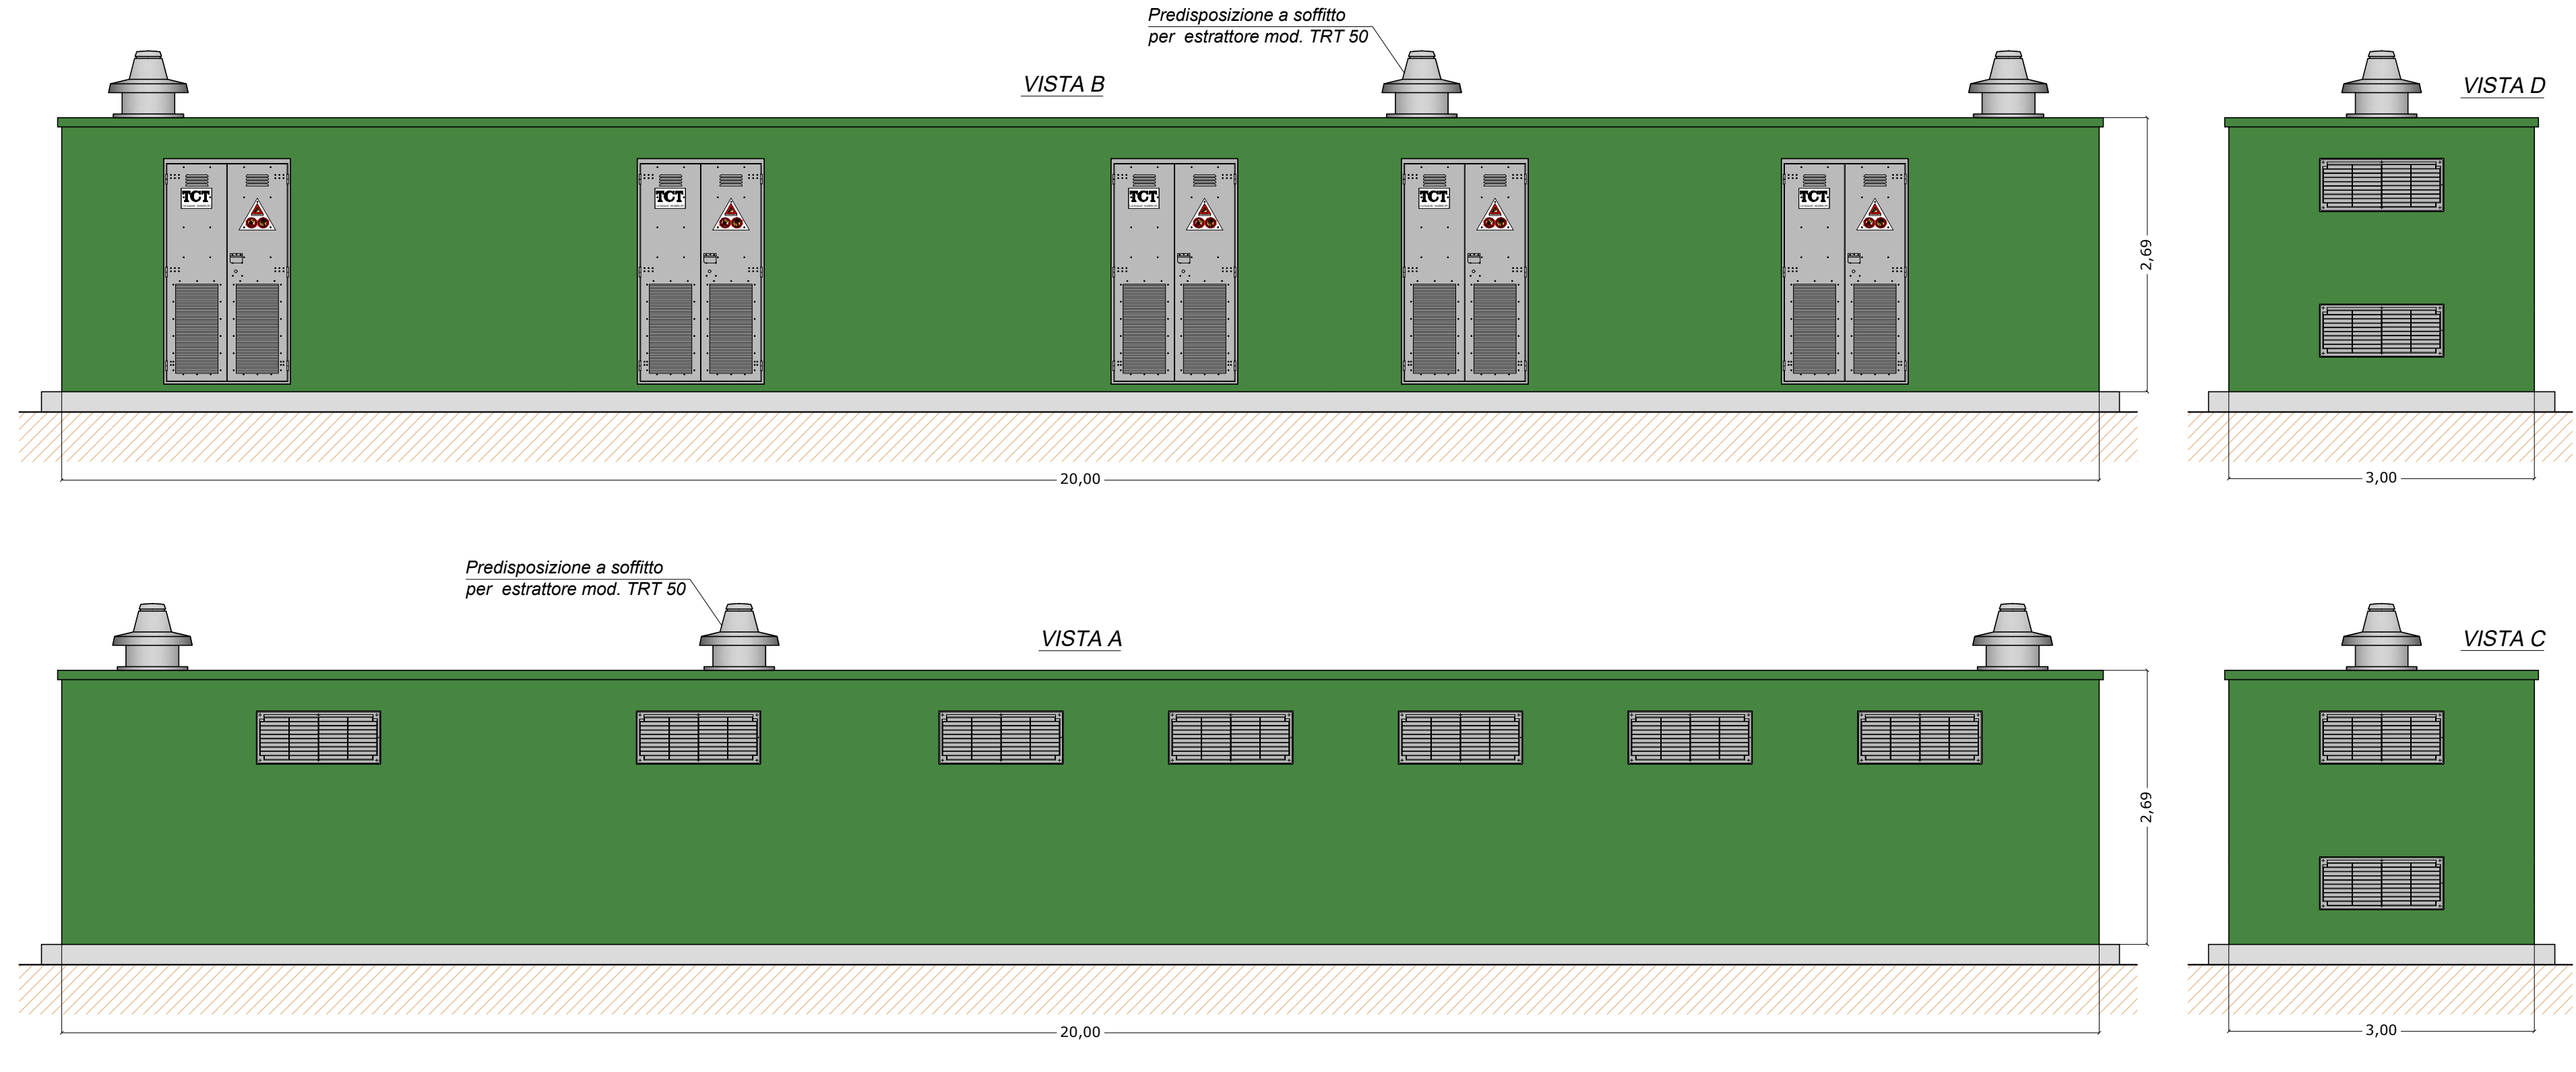 Predisposizione a soffitto
per estrattore mod. TRT 50
VISTA B
VISTA D
TCT
TCT
TCT
TCT
TCT
2,69
20,00
3,00
Predisposizione a soffitto
per estrattore mod. TRT 50
VISTA A
VISTA C
2,69
20,00
3,00